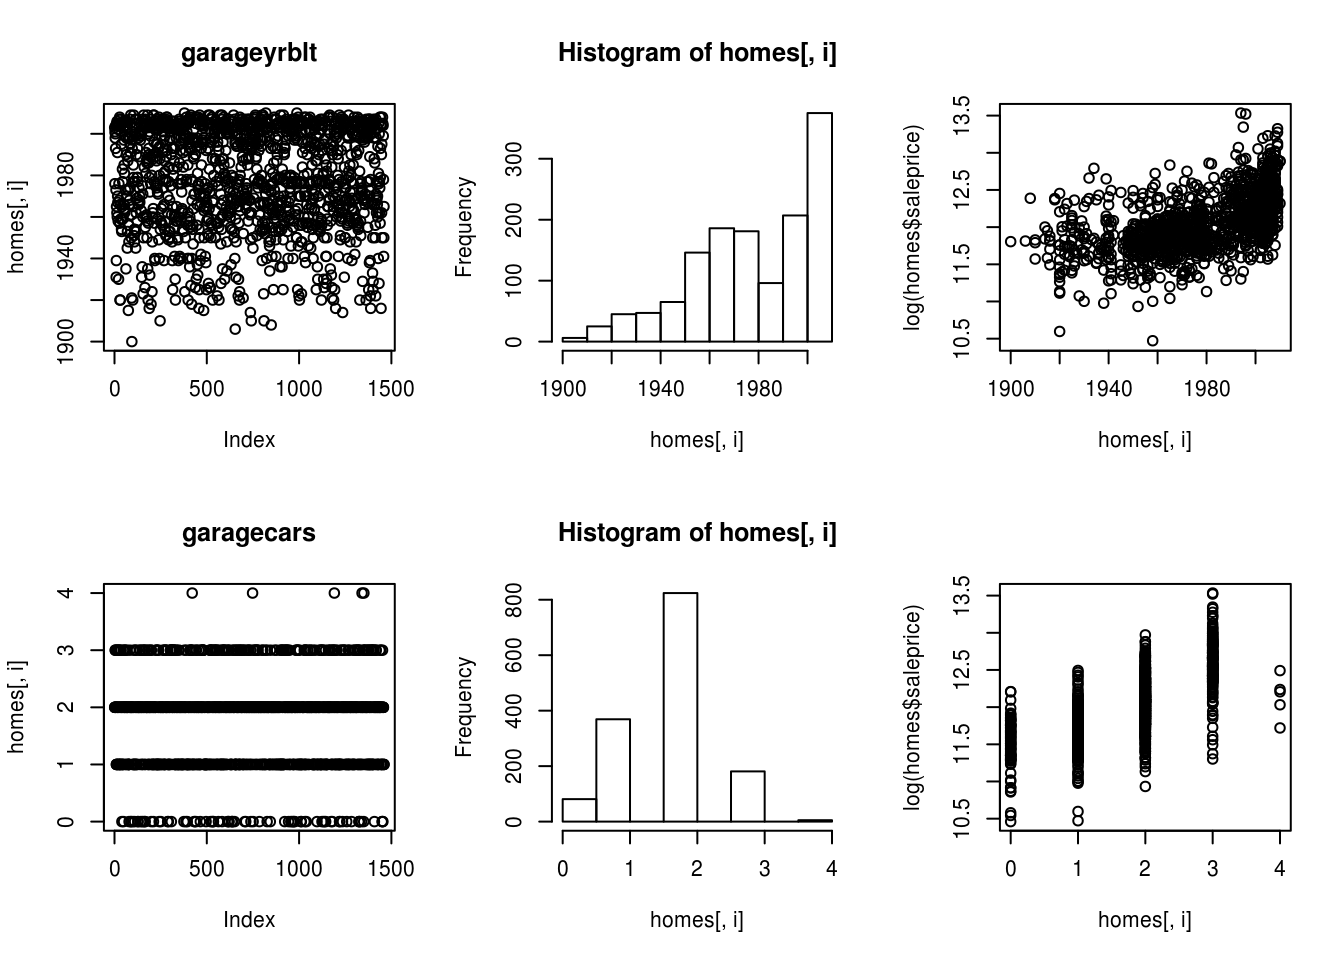 garageyrblt
homes[, i]
1900 1940 1980
0 500 1000 1500
Index
Histogram of homes[, i]
Frequency
0 100 200 300
1900 1940 1980
homes[, i]
log(homes$saleprice)
10.5 11.5 12.5 13.5
1900 1940 1980
homes[, i]
garagecars
homes[, i]
0 1 2 3 4
0 500 1000 1500
Index
Histogram of homes[, i]
Frequency
0 200 400 600 800
0 1 2 3 4
homes[, i]
log(homes$saleprice)
10.5 11.5 12.5 13.5
0 1 2 3 4
homes[, i]